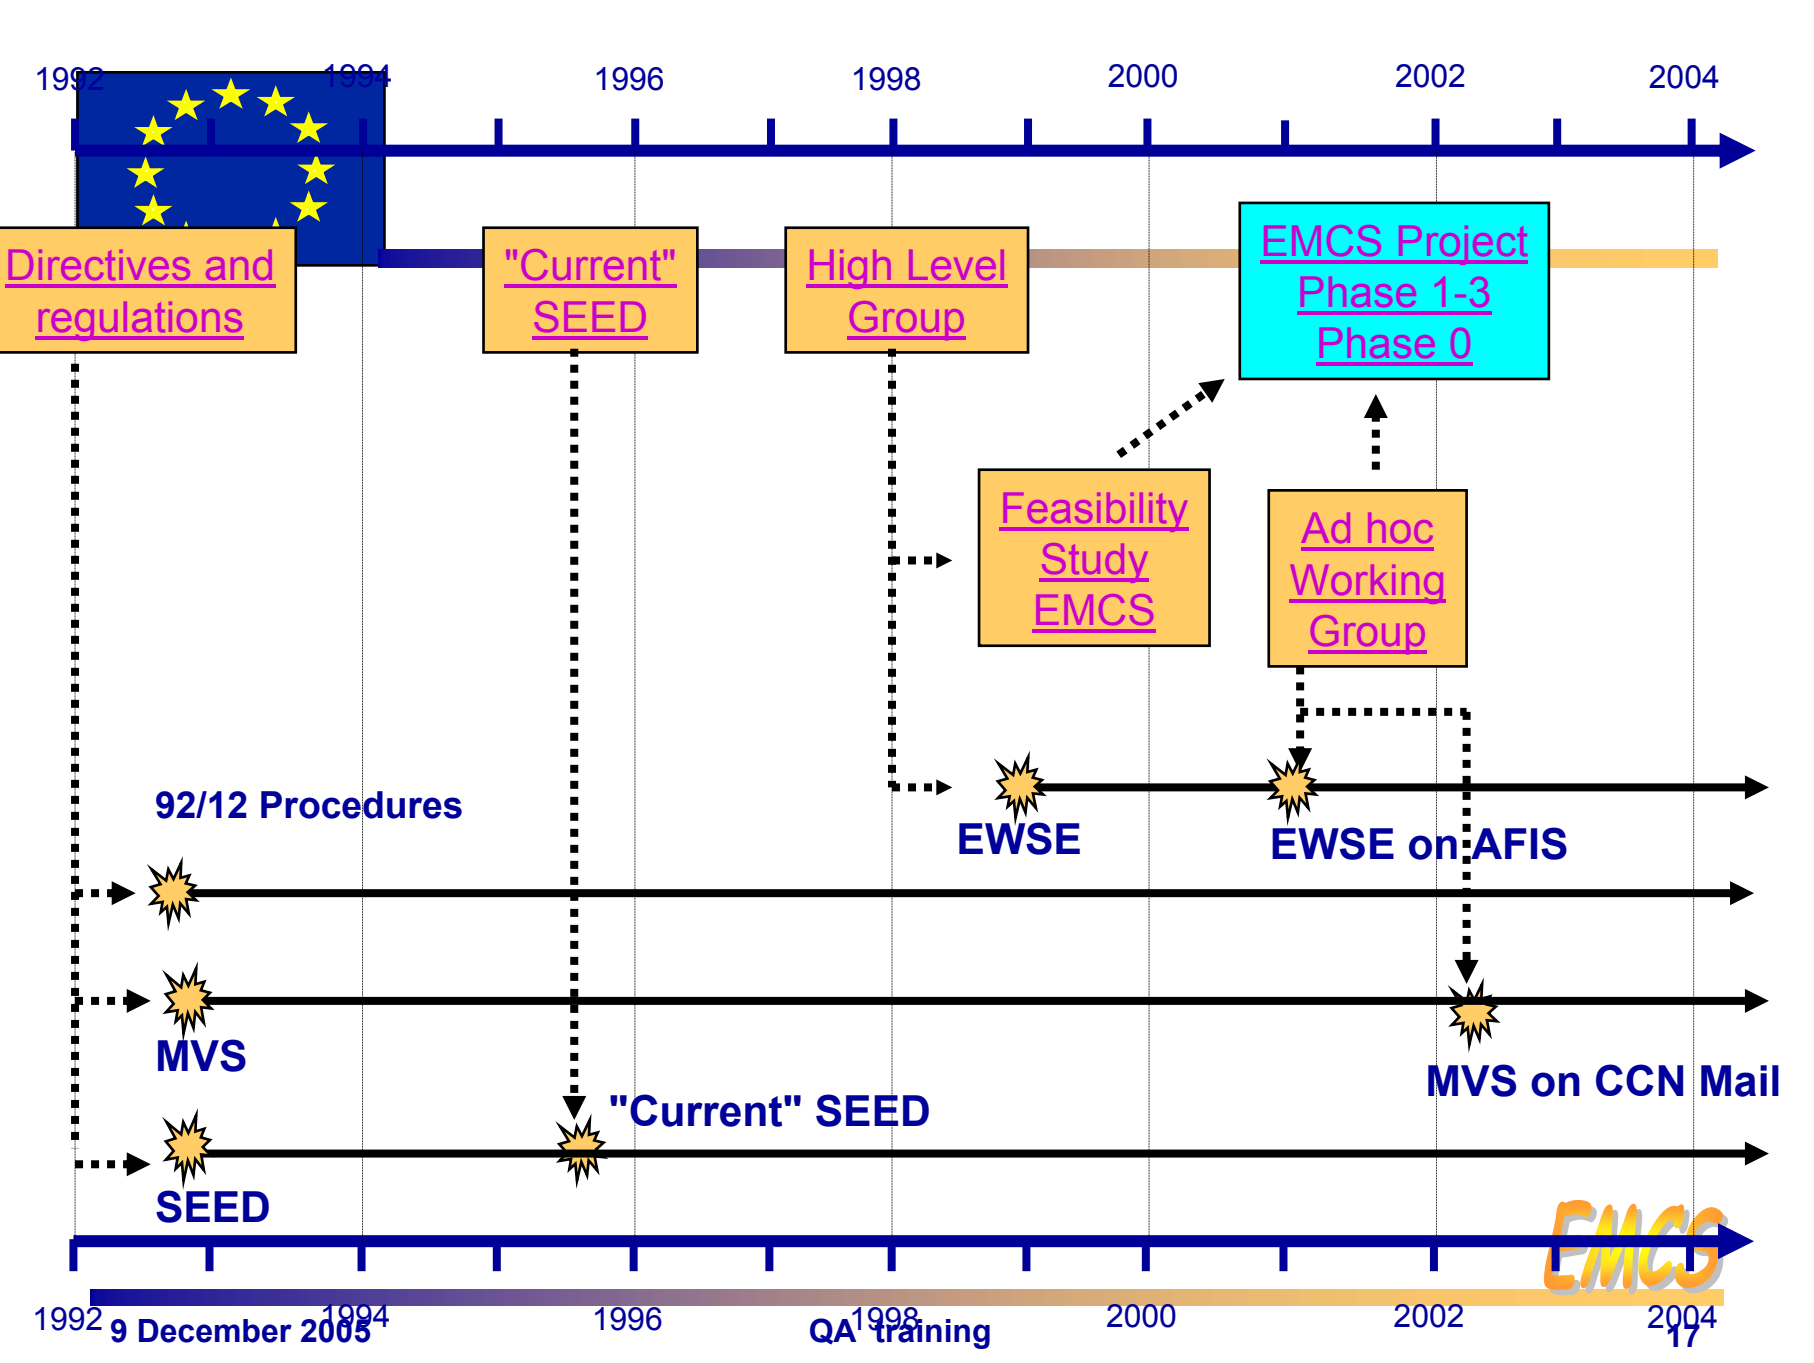 1992 1994 1996 1998 2000 2002 2004
Directives and
regulations
"Current"
SEED
High Level
Group
EMCS Project
Phase 1-3
Phase 0
Feasibility
Study
EMCS
Ad hoc
Working
Group
92/12 Procedures
EWSE
EWSE on AFIS
MVS
MVS on CCN Mail
"Current" SEED
SEED
EMCS
1992 1994 1996 1998 2000 2002 2004
9 December 2005
QA training
17